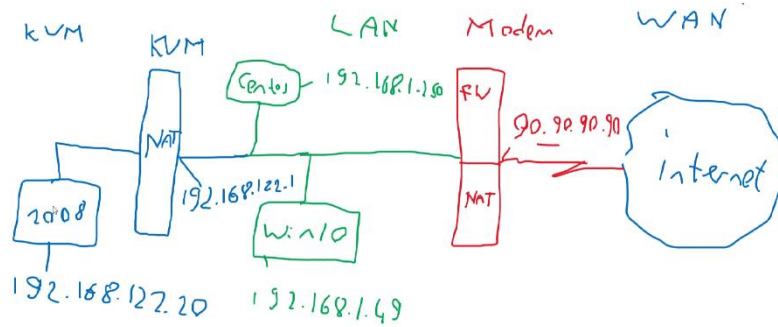 KVM
KVM
LAN
Modem
WAN
Centos
192.168.1.250
FW
90.90.90.90
NAT
192.168.122.1
internet
NAT
2008
Win10
192.168.122.20
192.168.1.49